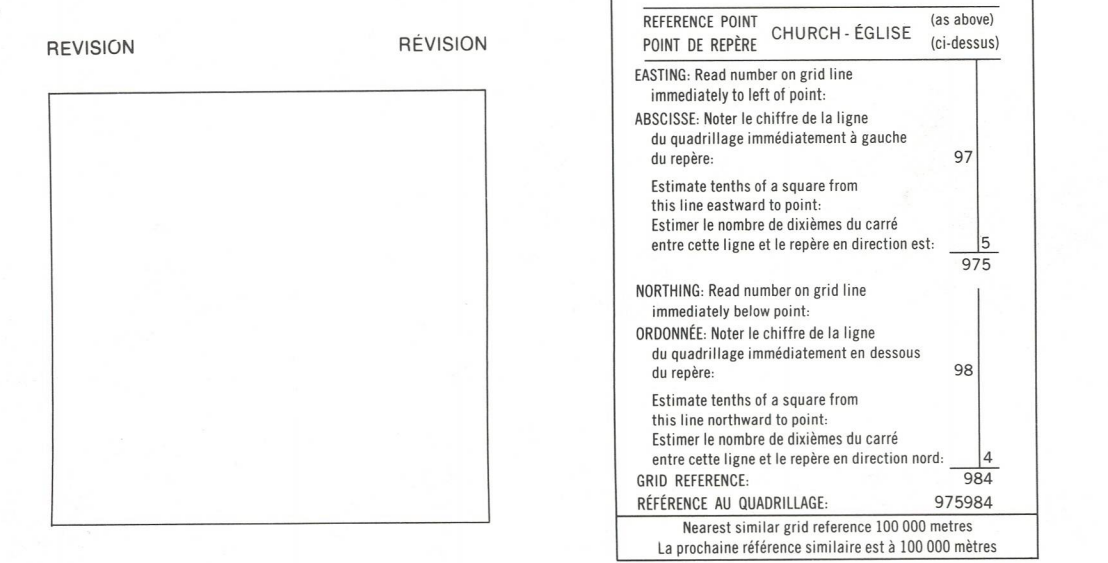 REVISION RÉVISION
REFERENCE POINT
POINT DE REPÈRE
CHURCH - ÉGLISE
(as above)
(ci-dessus)
EASTING: Read number on grid line
immediately to left of point:
ABSCISSE: Noter le chiffre de la ligne
du quadrillage immédiatement à gauche
du repère: 97
Estimate tenths of a square from
this line eastward to point:
Estimer le nombre de dixièmes du carré
entre cette ligne et le repère en direction est: 5
975
NORTHING: Read number on grid line
immediately below point:
ORDONNÉE: Noter le chiffre de la ligne
du quadrillage immédiatement en dessous
du repère: 98
Estimate tenths of a square from
this line northward to point:
Estimer le nombre de dixièmes du carré
entre cette ligne et le repère en direction nord: 4
GRID REFERENCE: 984
RÉFÉRENCE AU QUADRILLAGE: 975984
Nearest similar grid reference 100 000 metres
La prochaine référence similaire est à 100 000 mètres